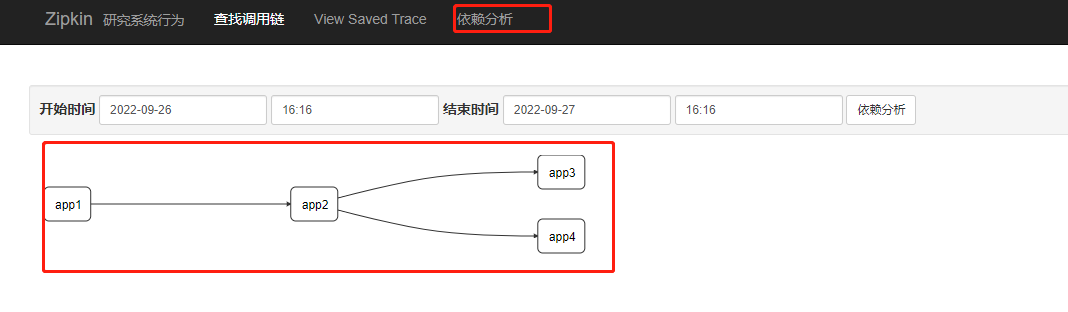 Zipkin 研究系统行为 查找调用链 View Saved Trace 依赖分析
开始时间 2022-09-26 16:16 结束时间 2022-09-27 16:16 依赖分析
app3
app1 app2
app4